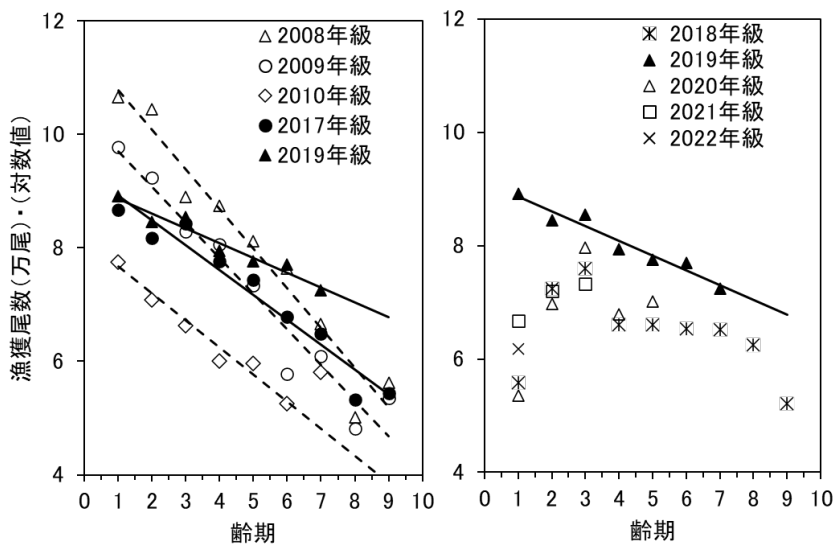 漁獲尾数(万尾)・(対数値)
12
10
8
6
4
0 1 2 3 4 5 6 7 8 9 10
齢期
2008年級
2009年級
2010年級
2017年級
2019年級
12
10
8
6
4
0 1 2 3 4 5 6 7 8 9 10
齢期
2018年級
2019年級
2020年級
2021年級
2022年級